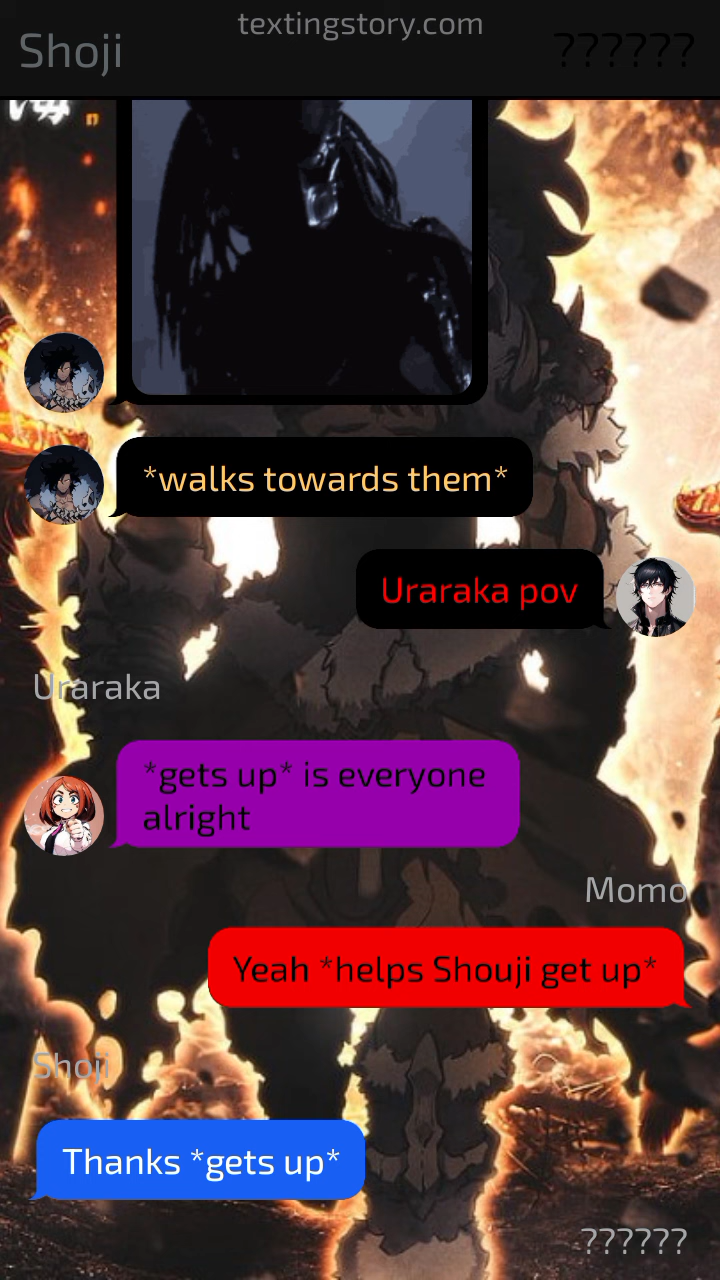 textingstory.com
Shoji
??????
*walks towards them*
Uraraka pov
Uraraka
*gets up* is everyone
alright
Momo
Yeah *helps Shouji get up*
Shoji
Thanks *gets up*
??????